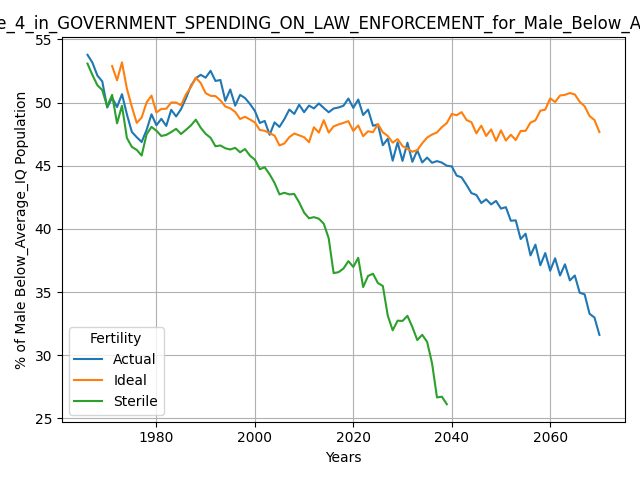 e_4_in_GOVERNMENT_SPENDING_ON_LAW_ENFORCEMENT_for_Male_Below_A
% of Male Below_Average_IQ Population
55
50
45
40
35
30
25
Fertility
Actual
Ideal
Sterile
1980
2000
2020
2040
2060
Years